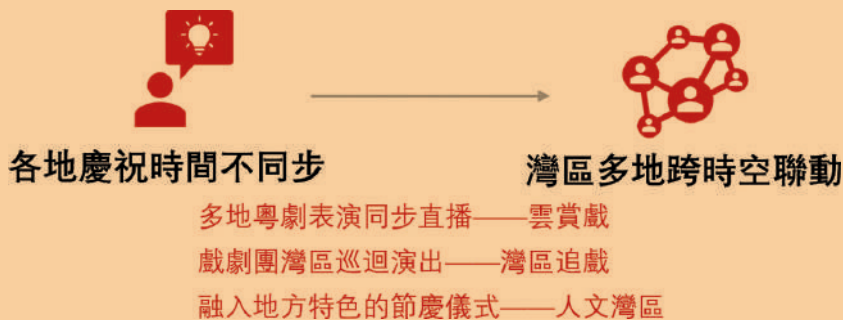 各地慶祝時間不同步
灣區多地跨時空聯動
多地粵劇表演同步直播——雲賞戲
戲劇團灣區巡迴演出——灣區追戲
融入地方特色的節慶儀式——人文灣區